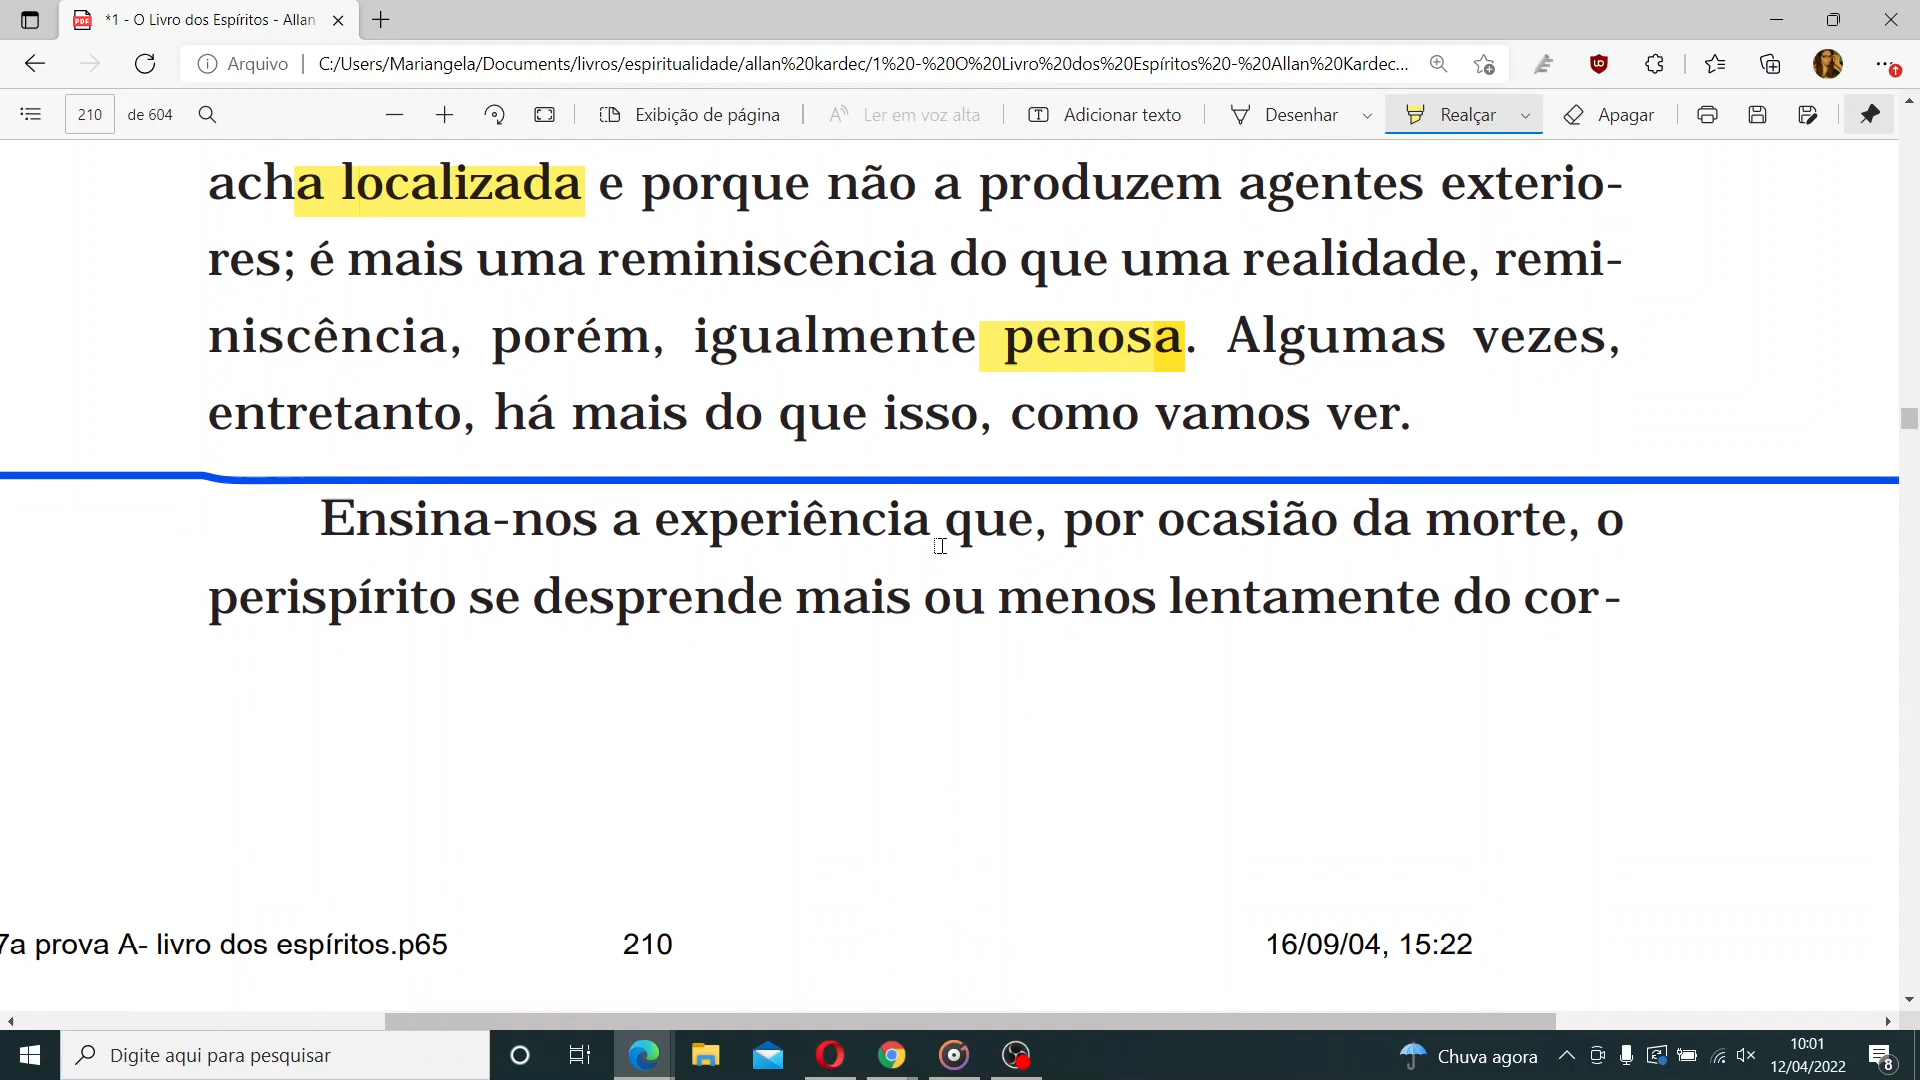 *1 - O Livro dos Espíritos - Allan
Arquivo
C:/Users/Mariangela/Documents/livros/espiritualidade/allan%20kardec/1%20-%20O%20Livro%20dos%20Espíritos%20-%20Allan%20Kardec...
210 de 604
Exibição de página
Ler em voz alta
Adicionar texto
Desenhar
Realçar
Apagar
acha localizada e porque não a produzem agentes exterio-
res; é mais uma reminiscência do que uma realidade, remi-
niscência, porém, igualmente penosa. Algumas vezes,
entretanto, há mais do que isso, como vamos ver.
Ensina-nos a experiência que, por ocasião da morte, o
perispírito se desprende mais ou menos lentamente do cor-
7a prova A- livro dos espíritos.p65
210
16/09/04, 15:22
Digite aqui para pesquisar
Chuva agora
10:01
12/04/2022
8